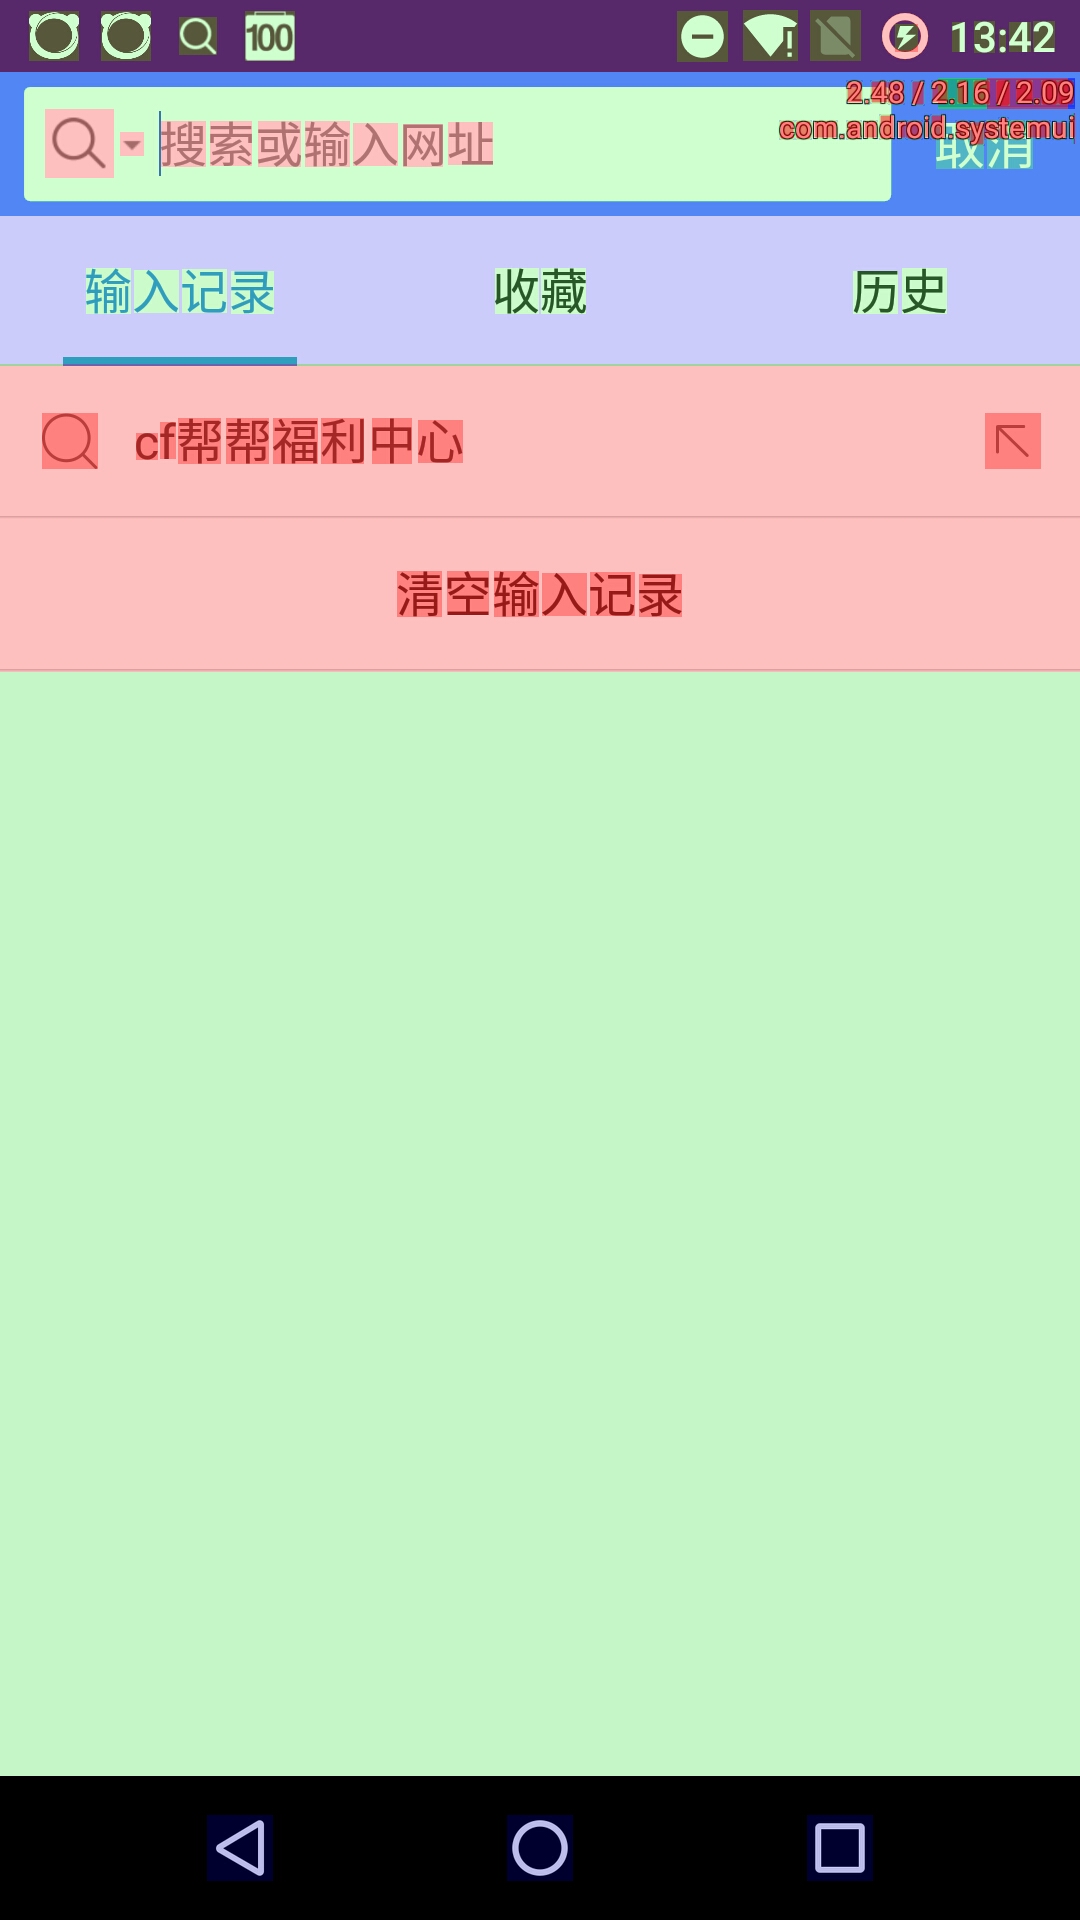 100
13:42
2.48 / 2.16 / 2.09
com.android.systemui
搜索或输入网址
取消
输入记录
收藏
历史
cf帮帮福利中心
清空输入记录